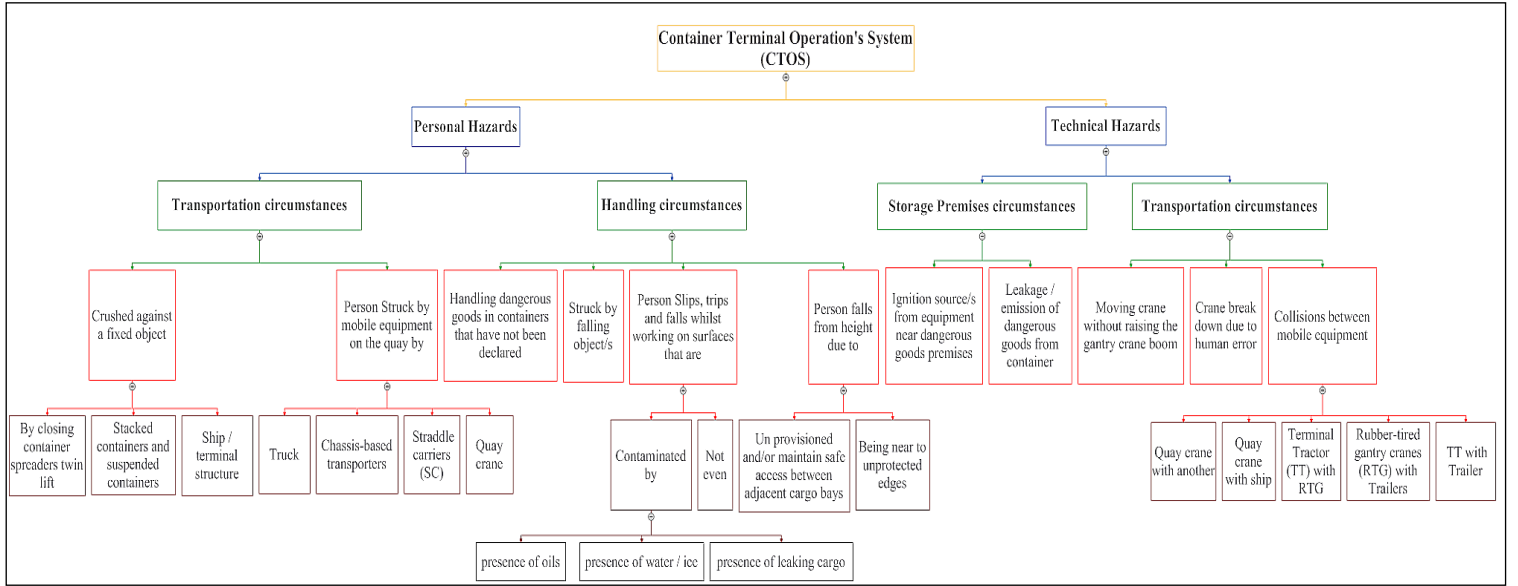 Container Terminal Operation's System
(CTOS)
Personal Hazards
Technical Hazards
Transportation circumstances
Handling circumstances
Storage Premises circumstances
Transportation circumstances
Crushed against
a fixed object
Person Struck by
mobile equipment
on the quay by
Handling dangerous
goods in containers
that have not been
declared
Struck by
falling
object/s
Person Slips, trips
and falls whilst
working on surfaces
that are
Person falls
from height
due to
Ignition source/s
from equipment
near dangerous
goods premises
Leakage /
emission of
dangerous
goods from
container
Moving crane
without raising the
gantry crane boom
Crane break
down due to
human error
Collisions between
mobile equipment
By closing
container
spreaders twin
lift
Stacked
containers and
suspended
containers
Ship /
terminal
structure
Truck
Chassis-based
transporters
Straddle
carriers
(SC)
Quay
crane
Contaminated
by
Not
even
Un provisioned
and/or maintain safe
access between
adjacent cargo bays
Being near to
unprotected
edges
Quay crane
with another
Quay
crane
with ship
Terminal
Tractor
(TT) with
RTG
Rubber-tired
gantry cranes
(RTG) with
Trailers
TT with
Trailer
presence of oils
presence of water / ice
presence of leaking cargo